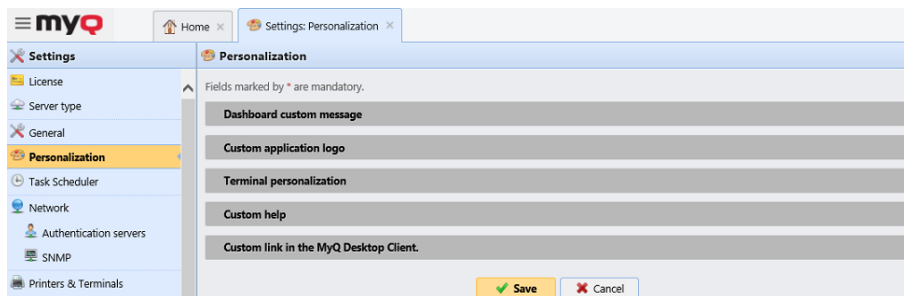 myQ
Home
Settings: Personalization
Settings
License
Server type
General
Personalization
Task Scheduler
Network
Authentication servers
SNMP
Printers & Terminals
Personalization
Fields marked by * are mandatory.
Dashboard custom message
Custom application logo
Terminal personalization
Custom help
Custom link in the MyQ Desktop Client.
Save
Cancel